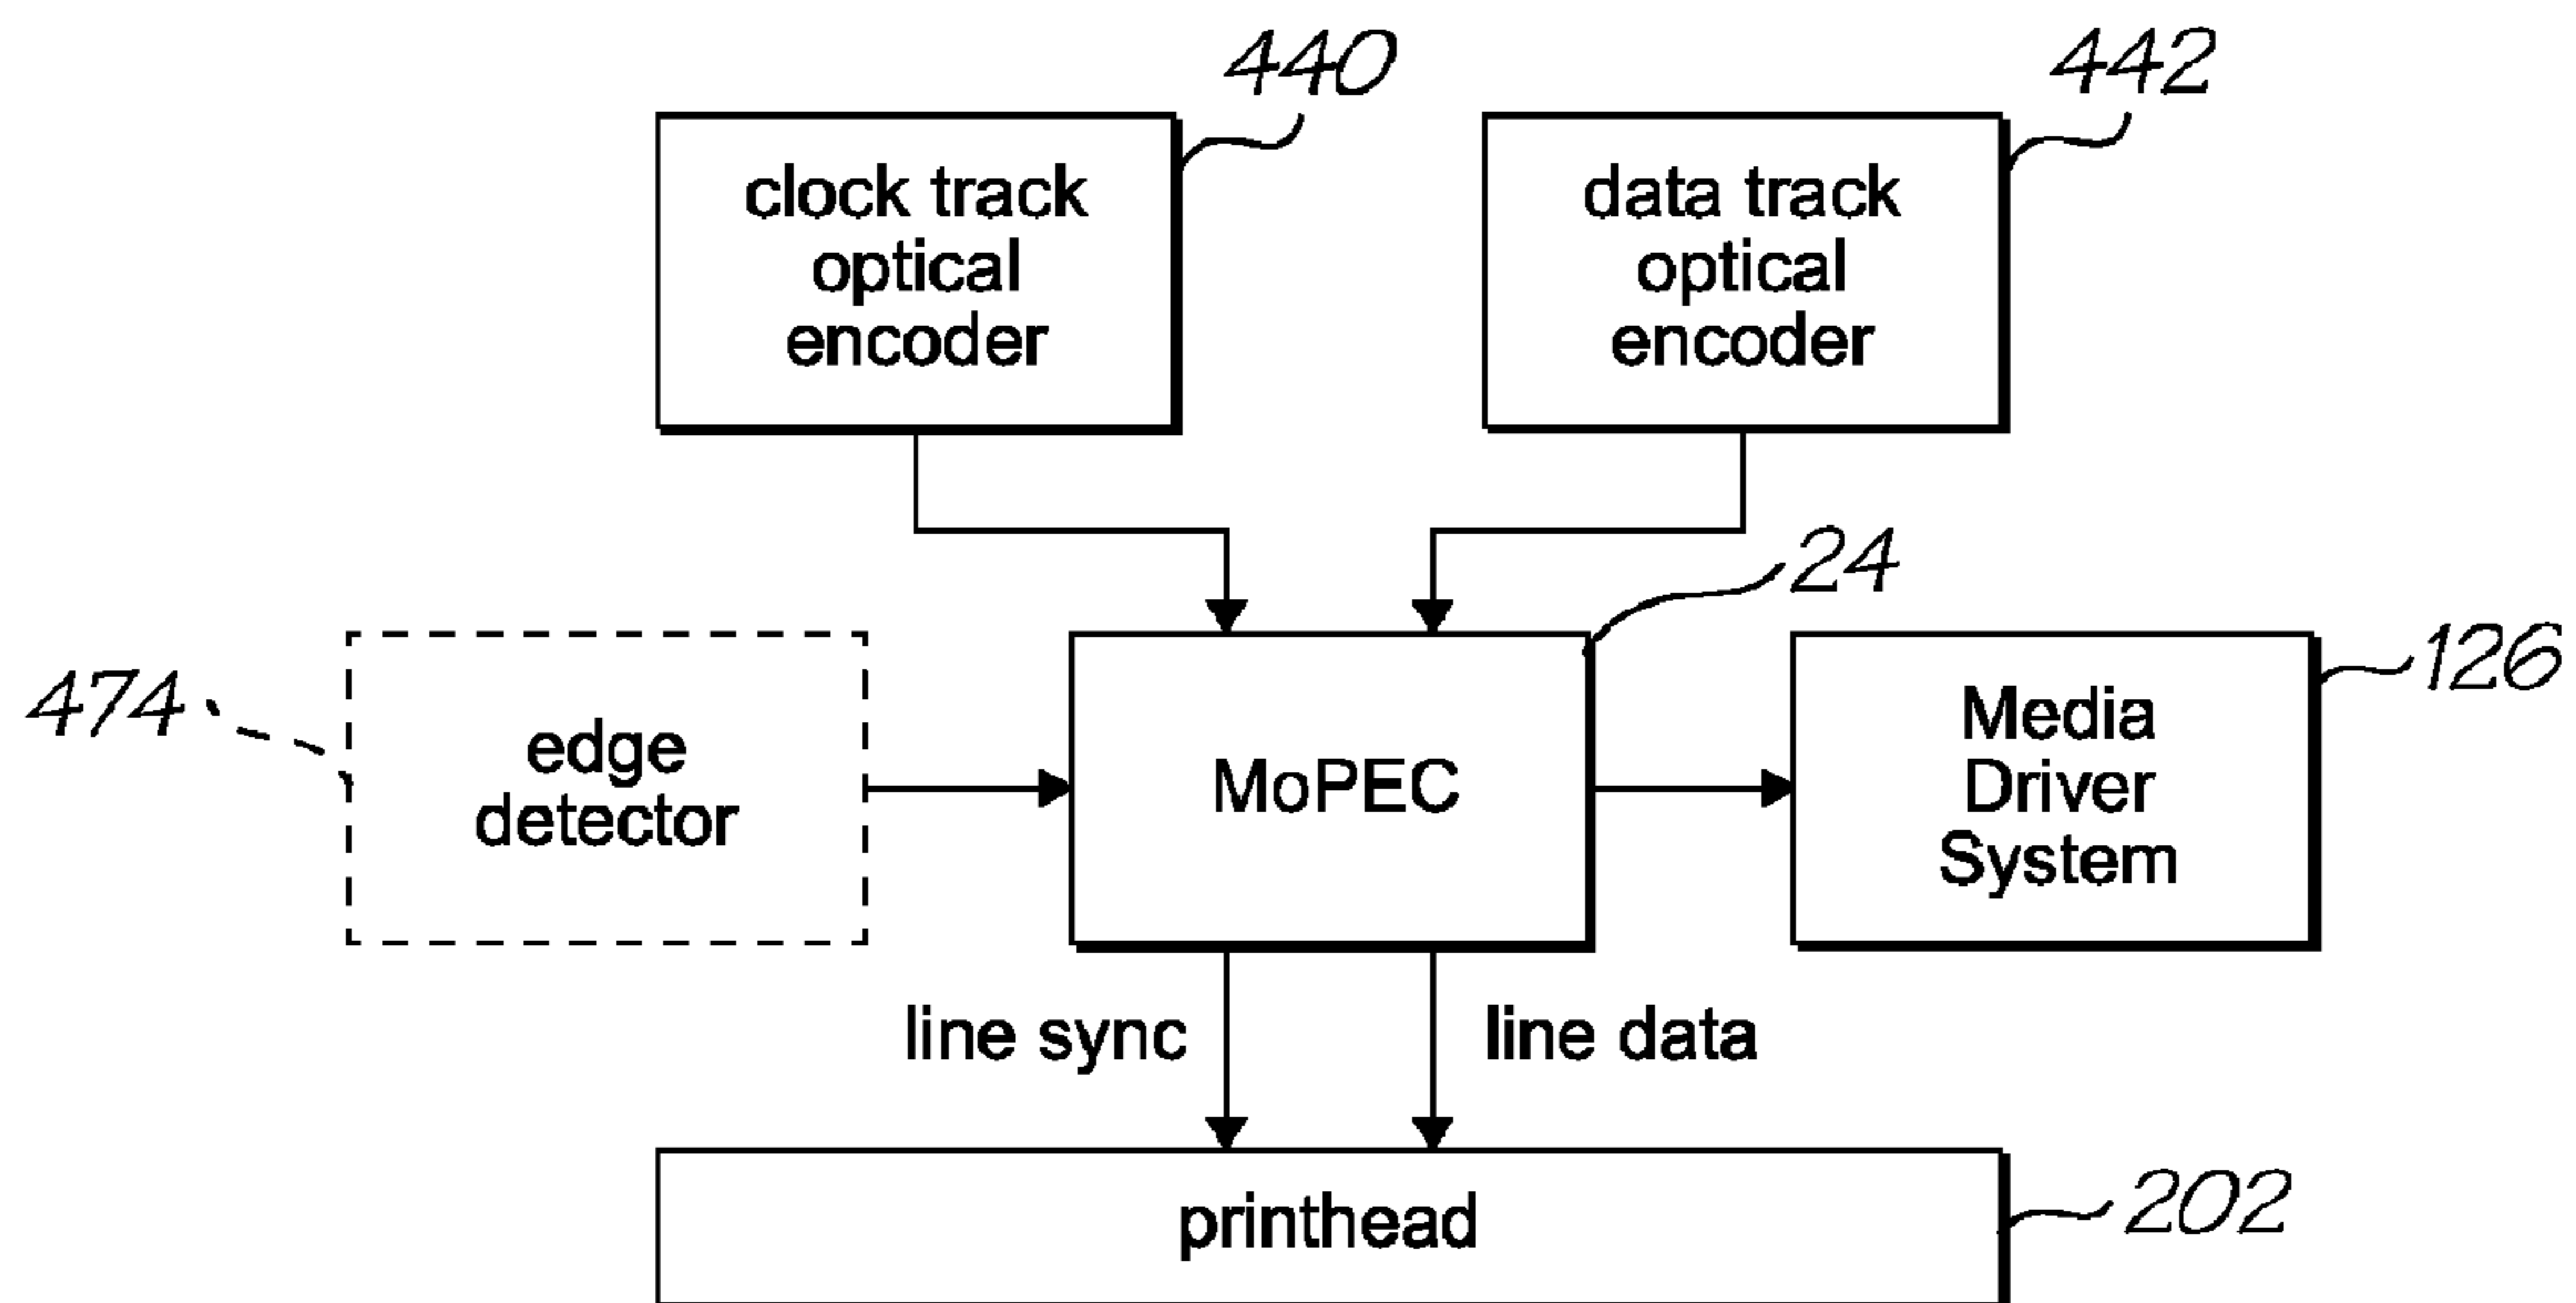 440
442
clock track
optical
encoder
data track
optical
encoder
24
474
edge
detector
MoPEC
Media
Driver
System
126
line sync
line data
printhead
202